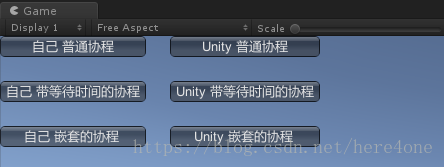 Game
Display 1 Free Aspect Scale
自己 普通协程 Unity 普通协程
自己 带等待时间的协程 Unity 带等待时间的协程
自己 嵌套的协程 Unity 嵌套的协程
https://blog.csdn.net/here4one